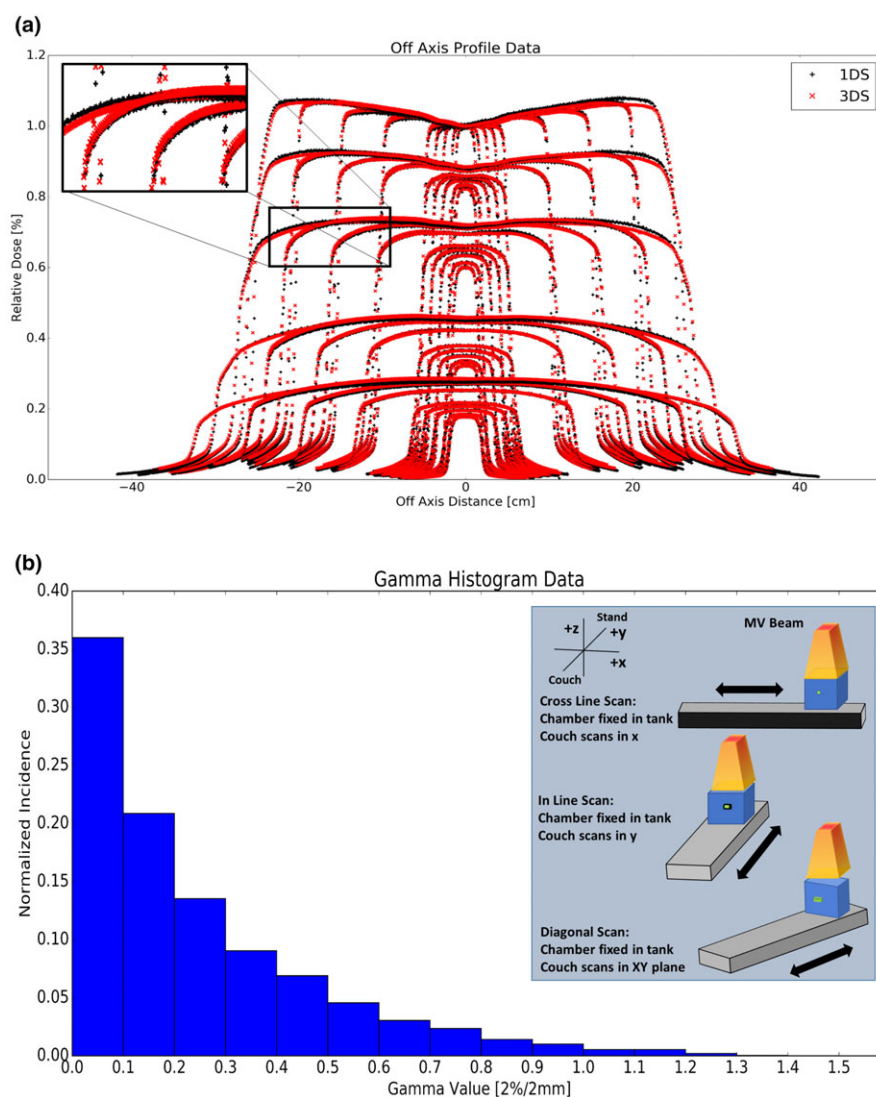 (a)
Off Axis Profile Data
1.2
1.0
0.8
0.6
0.4
0.2
0.0
Relative Dose [%]
1DS
3DS
−40
−20
0
20
40
Off Axis Distance [cm]
(b)
Gamma Histogram Data
0.40
0.35
0.30
0.25
0.20
0.15
0.10
0.05
0.00
Normalized Incidence
+z
Stand
+y
+x
Couch
MV Beam
Cross Line Scan:
Chamber fixed in tank
Couch scans in x
In Line Scan:
Chamber fixed in tank
Couch scans in y
Diagonal Scan:
Chamber fixed in tank
Couch scans in XY plane
0.0 0.1 0.2 0.3 0.4 0.5 0.6 0.7 0.8 0.9 1.0 1.1 1.2 1.3 1.4 1.5
Gamma Value [2%/2mm]